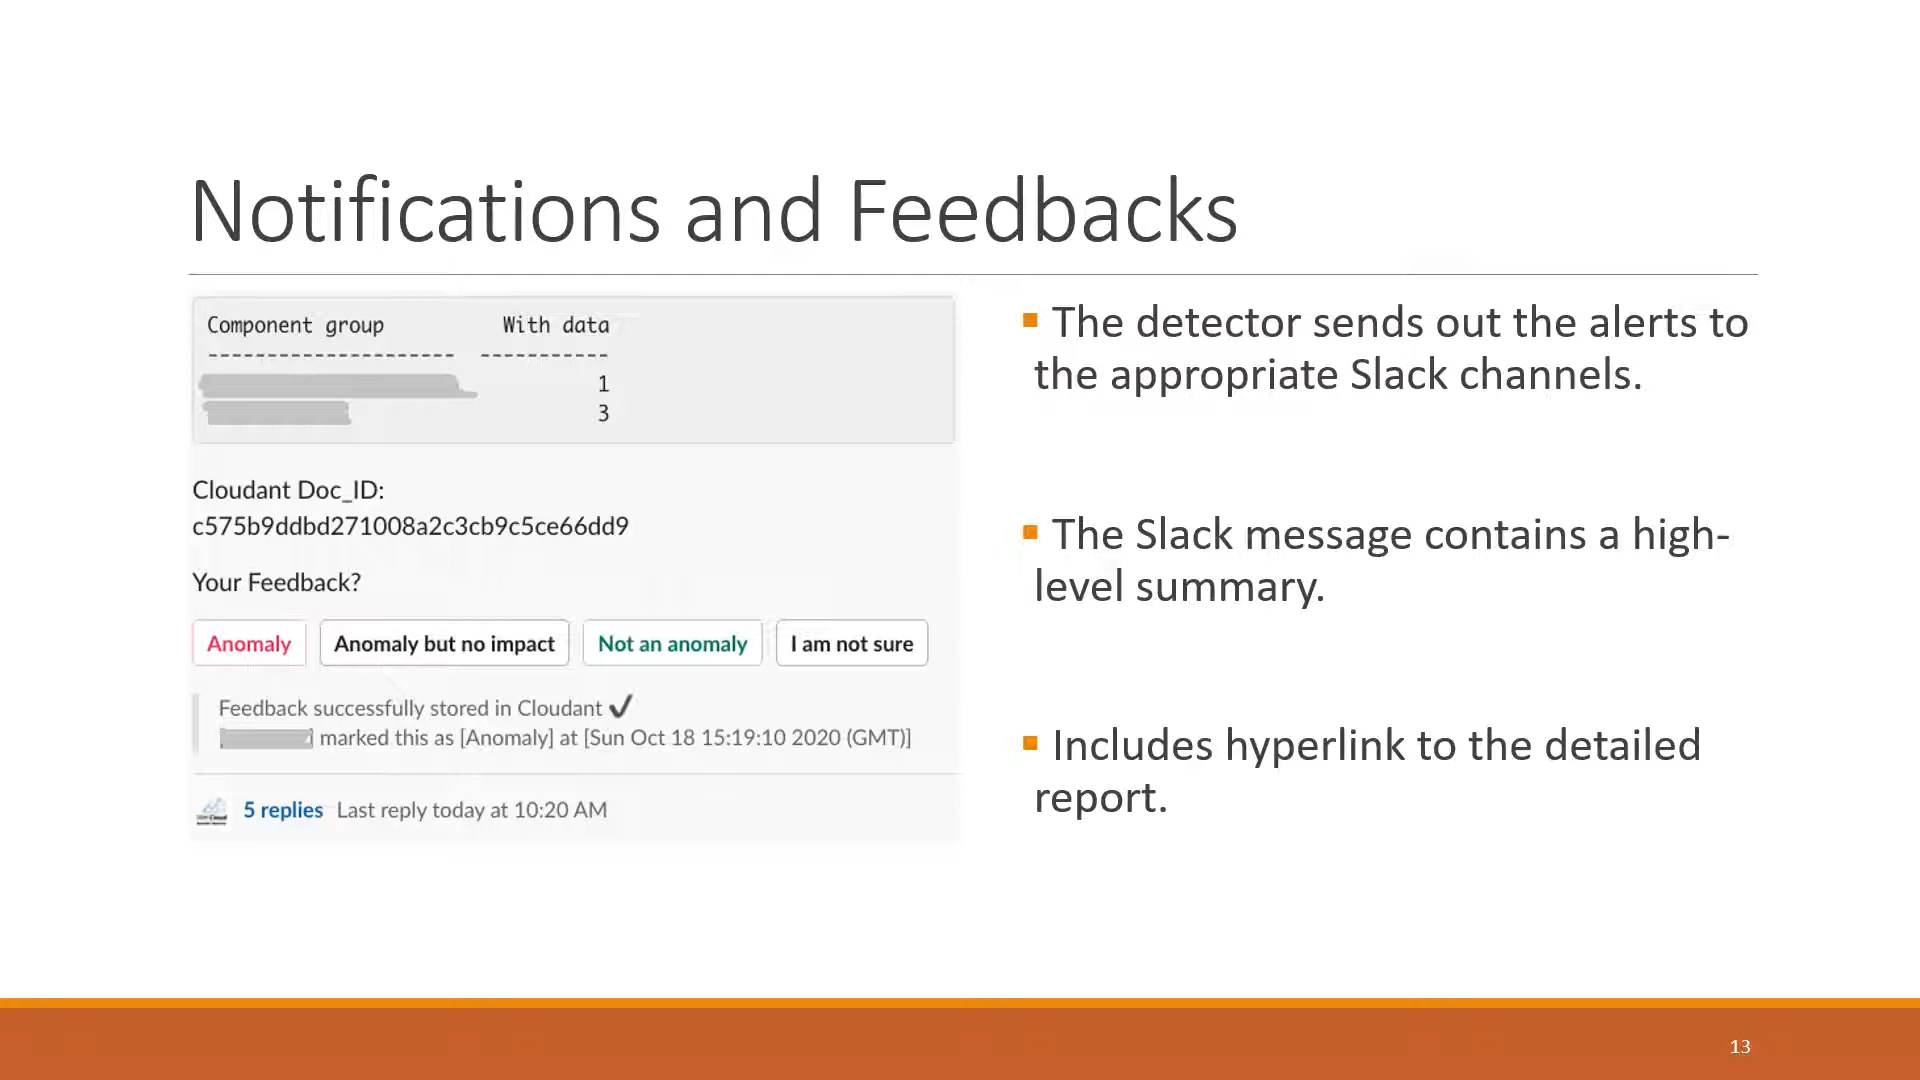 Notifications and Feedbacks
Component group With data
--------------------- -----------
1
3
Cloudant Doc_ID:
c575b9ddbd271008a2c3cb9c5ce66dd9
Your Feedback?
Anomaly Anomaly but no impact Not an anomaly I am not sure
Feedback successfully stored in Cloudant ✔
] marked this as [Anomaly] at [Sun Oct 18 15:19:10 2020 (GMT)]
5 replies Last reply today at 10:20 AM
The detector sends out the alerts to
the appropriate Slack channels.
The Slack message contains a high-
level summary.
Includes hyperlink to the detailed
report.
13